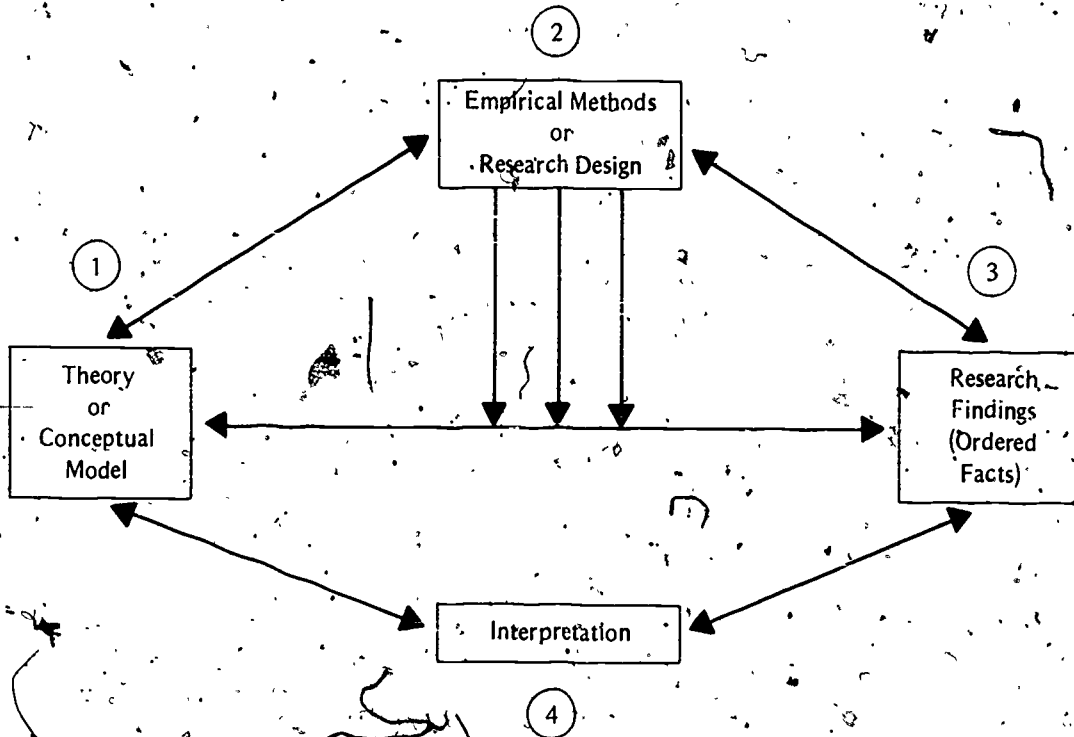 2
Empirical Methods
or
Research Design
1
3
Theory
or
Conceptual
Model
Research
Findings
(Ordered
Facts)
Interpretation
4